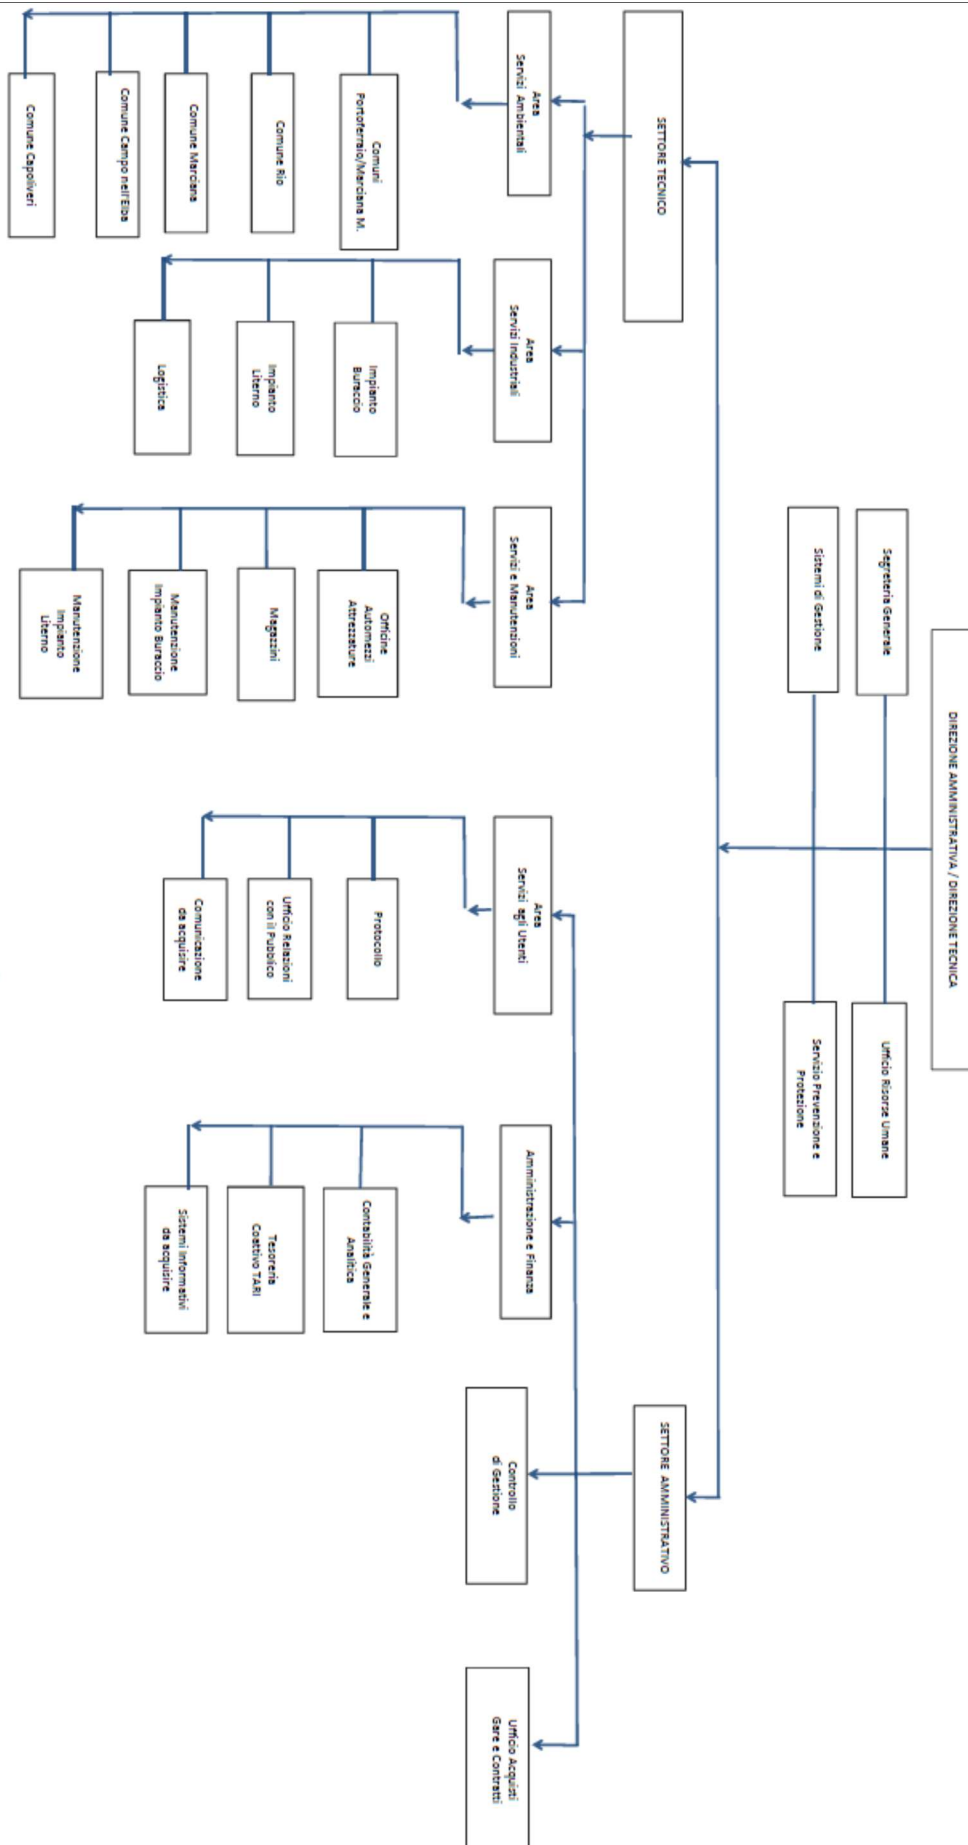 DIREZIONE AMMINISTRATIVA / DIREZIONE TECNICA
Segreteria Generale
Ufficio Risorse Umane
Sistemi di Gestione
Servizio Prevenzione e
Protezione
SETTORE TECNICO
SETTORE AMMINISTRATIVO
Area
Servizi Ambientali
Area
Servizi Industriali
Area
Servizi e Manutenzioni
Area
Servizi agli Utenti
Amministrazione e Finanza
Controllo
di Gestione
Ufficio Acquisti
Gare e Contratti
Comuni
Portoferraio/Marciana M.
Comune Rio
Comune Marciana
Comune Campo nell'Elba
Comune Capoliveri
Impianto
Buraccio
Impianto
Literno
Logistica
Officine
Automezzi
Attrezzature
Magazzini
Manutenzione
Impianto Buraccio
Manutenzione
Impianto
Literno
Protocollo
Ufficio Relazioni
con il Pubblico
Comunicazione
da acquisire
Contabilità Generale e
Analitica
Tesoreria
Coattivo TARI
Sistemi Informativi
da acquisire